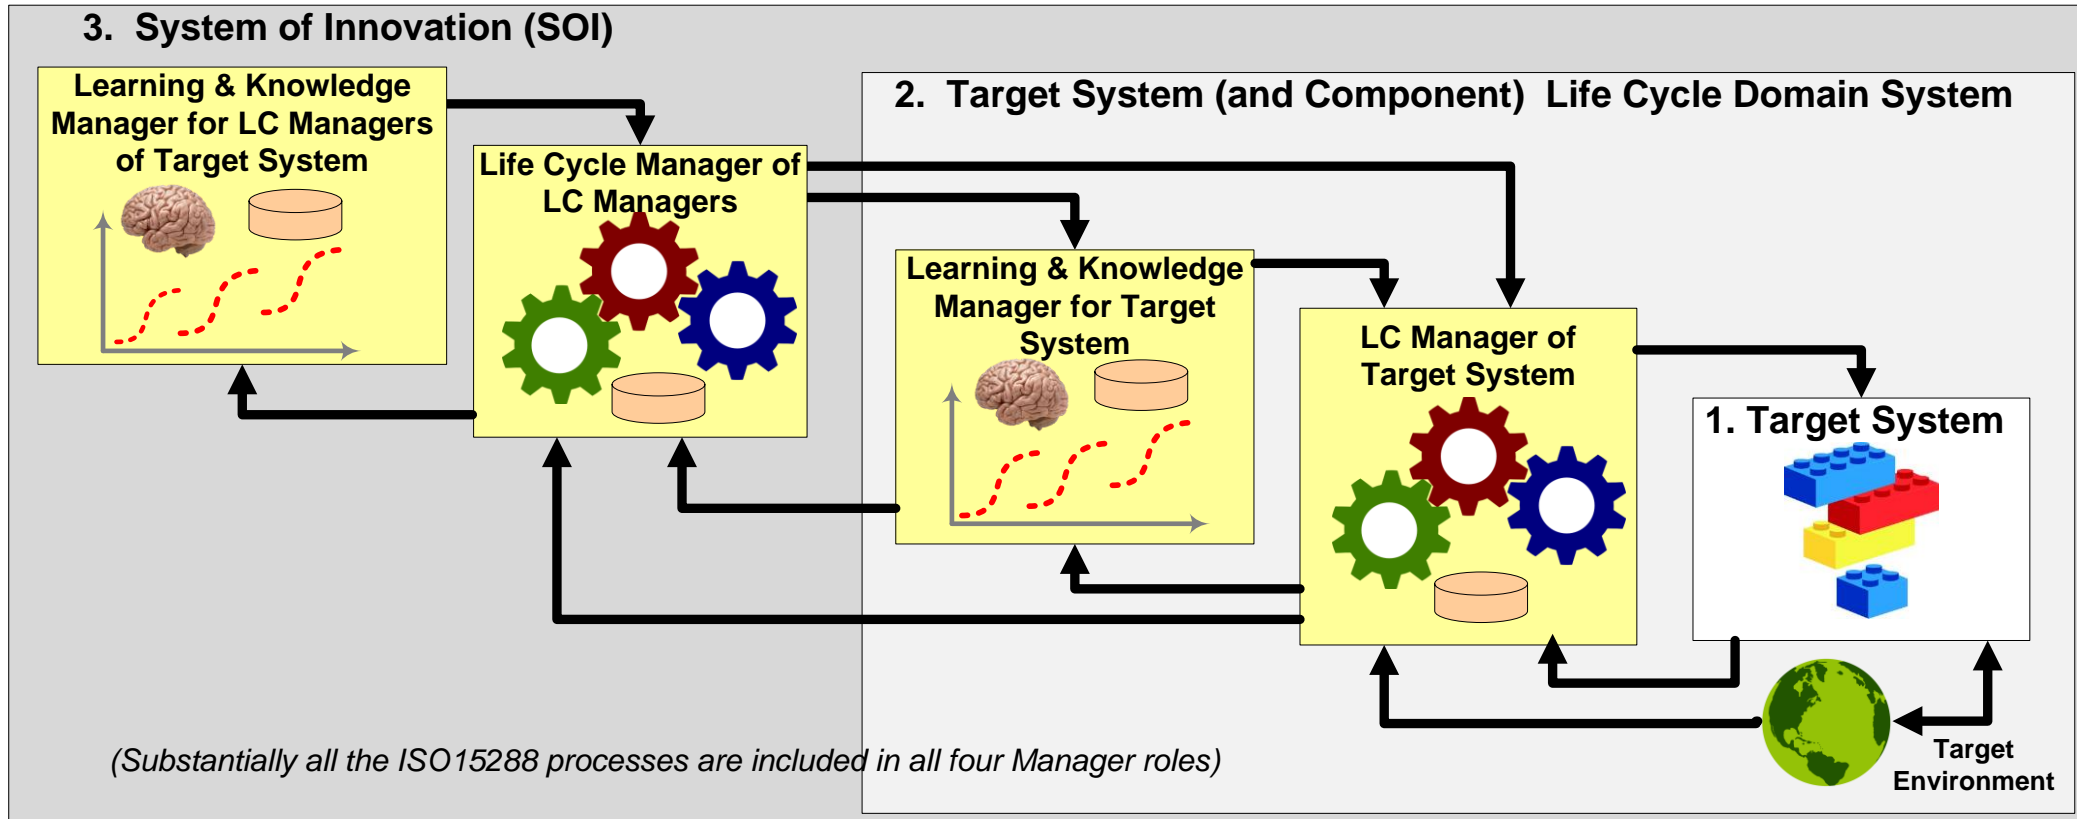 3. System of Innovation (SOI)
Learning & Knowledge
Manager for LC Managers
of Target System
2. Target System (and Component) Life Cycle Domain System
Life Cycle Manager of
LC Managers
Learning & Knowledge
Manager for Target
System
LC Manager of
Target System
1. Target System
(Substantially all the ISO15288 processes are included in all four Manager roles)
Target
Environment